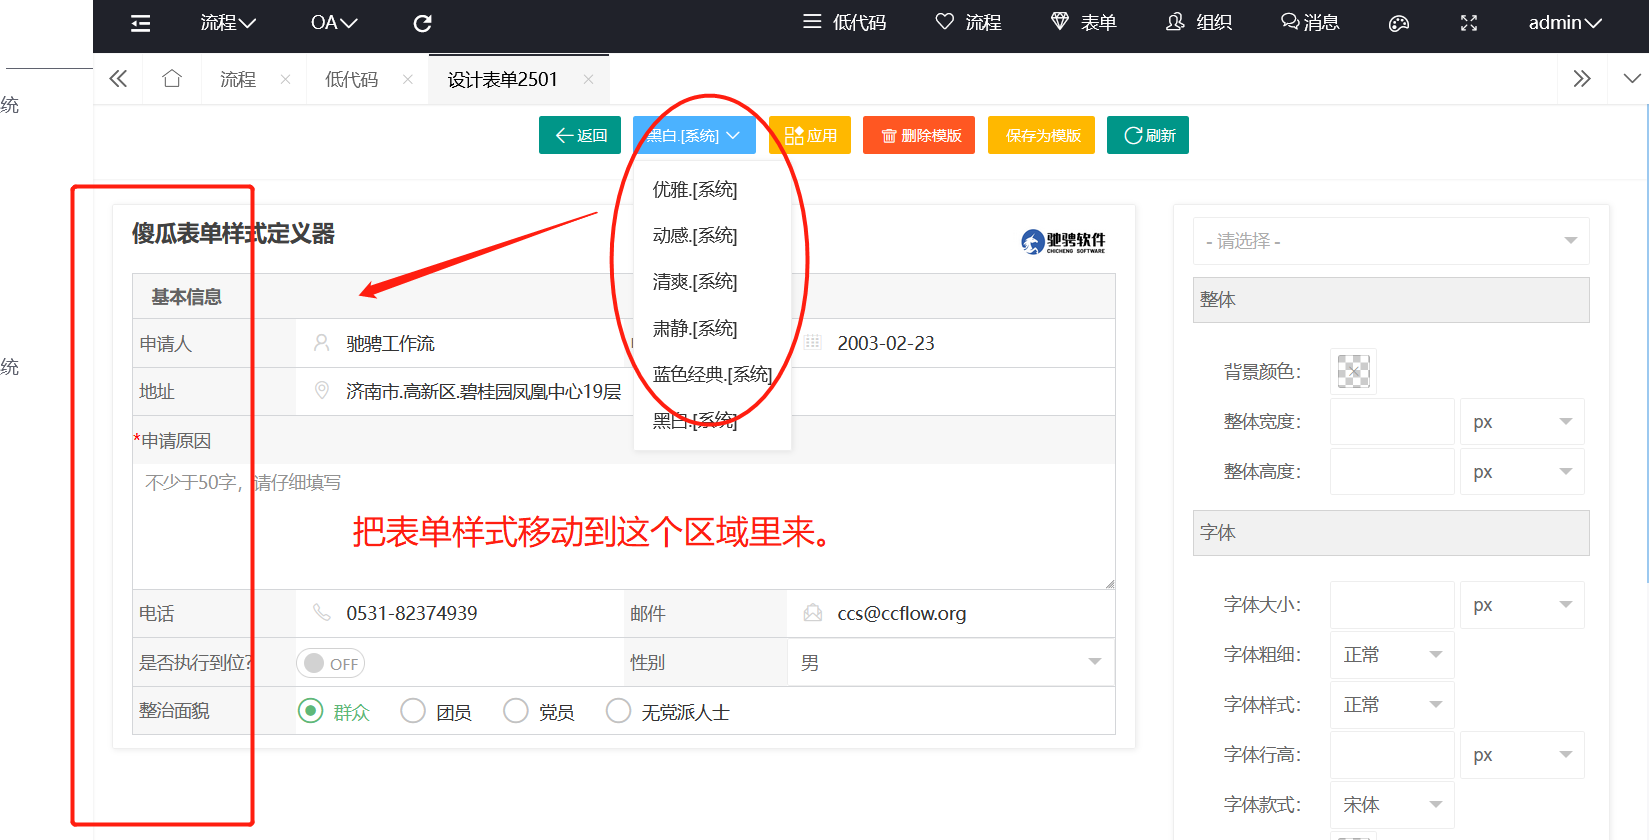 流程 OA 低代码 流程 表单 组织 消息 admin
统
流程 × 低代码 × 设计表单2501 ×
返回 黑白.[系统] 应用 删除模版 保存为模版 刷新
优雅.[系统]
动感.[系统]
清爽.[系统]
肃静.[系统]
蓝色经典.[系统]
黑白.[系统]
统
傻瓜表单样式定义器
驰骋软件
CHICHENG SOFTWARE
基本信息
申请人 驰骋工作流 2003-02-23
地址 济南市.高新区.碧桂园凤凰中心19层
*申请原因
不少于50字，请仔细填写
把表单样式移动到这个区域里来。
电话 0531-82374939 邮件 ccs@ccflow.org
是否执行到位? OFF 性别 男
整治面貌 群众 团员 党员 无党派人士
- 请选择 -
整体
背景颜色：
整体宽度： px
整体高度： px
字体
字体大小： px
字体粗细： 正常
字体样式： 正常
字体行高： px
字体款式： 宋体